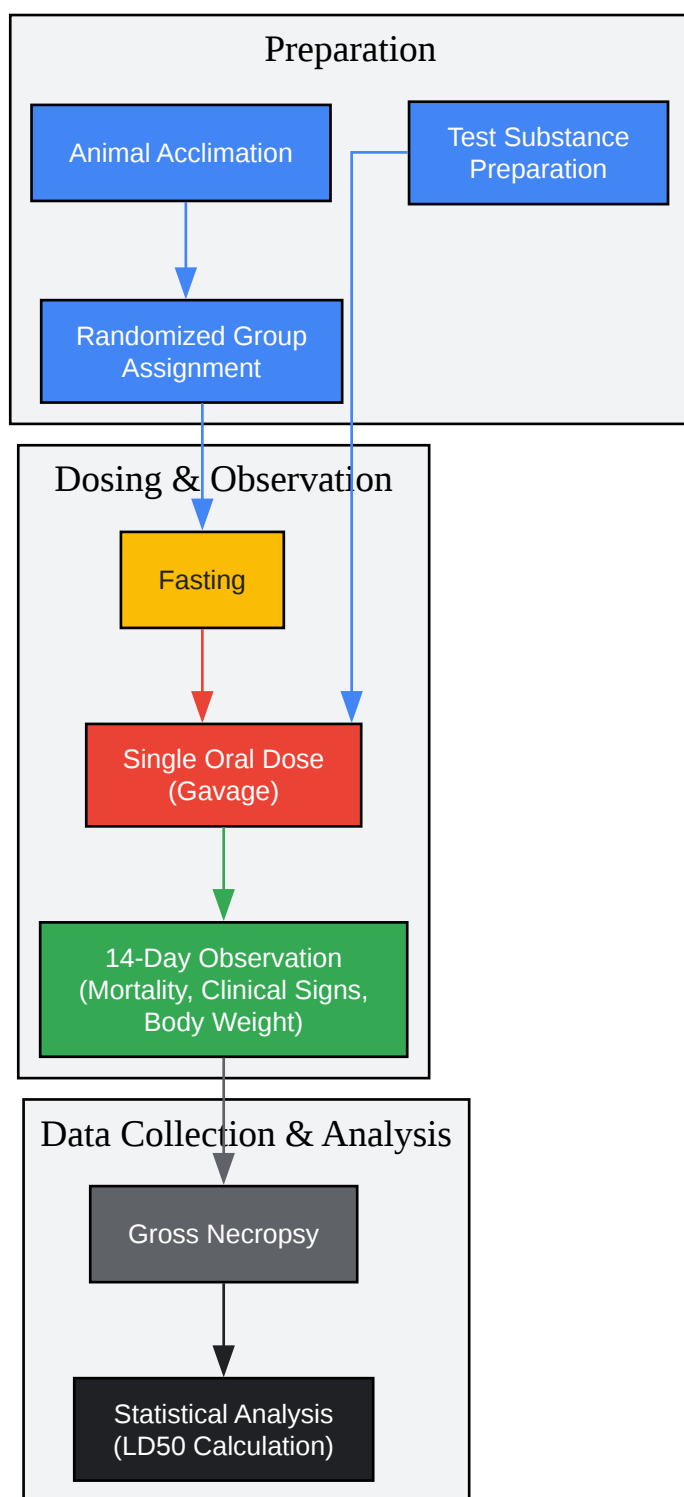 Preparation
Animal Acclimation
Test Substance
Preparation
Randomized Group
Assignment
Dosing & Observation
Fasting
Single Oral Dose
(Gavage)
14-Day Observation
(Mortality, Clinical Signs,
Body Weight)
Data Collection & Analysis
Gross Necropsy
Statistical Analysis
(LD50 Calculation)